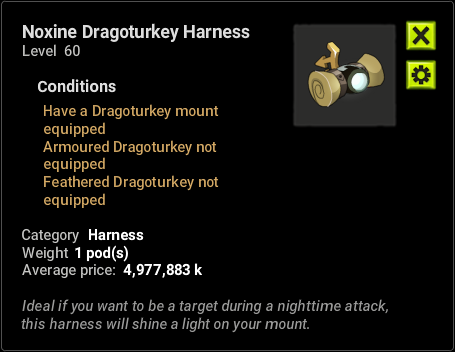 Noxine Dragoturkey Harness
Level 60
Conditions
Have a Dragoturkey mount
equipped
Armoured Dragoturkey not
equipped
Feathered Dragoturkey not
equipped
Category Harness
Weight 1 pod(s)
Average price: 4,977,883 k
Ideal if you want to be a target during a nighttime attack,
this harness will shine a light on your mount.